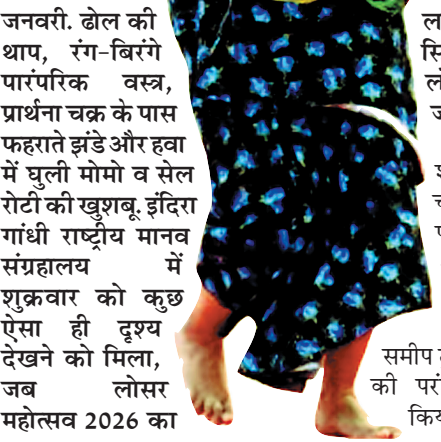 जनवरी. ढोल की
थाप, रंग-बिरंगे
पारंपरिक वस्त्र,
प्रार्थना चक्र के पास
फहराते झंडे और हवा
में घुली मोमो व सेल
रोटी की खुशबू. इंदिरा
गांधी राष्ट्रीय मानव
संग्रहालय में
शुक्रवार को कुछ
ऐसा ही दृश्य
देखने को मिला,
जब लोसर
महोत्सव 2026 का
समीप
की